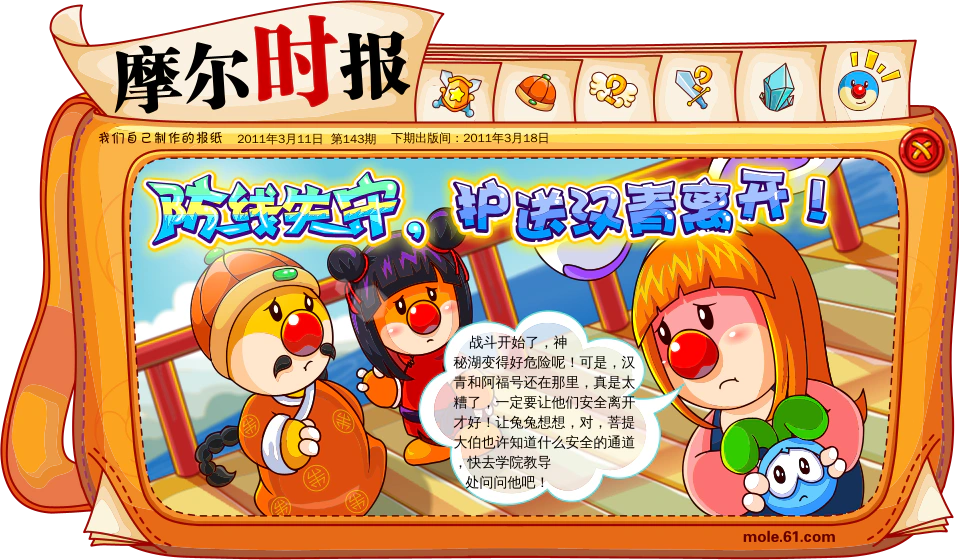 摩尔时报
我们自己制作的报纸 2011年3月11日 第143期 下期出版间：2011年3月18日
防线失守，护送汉青离开！
战斗开始了，神
秘湖变得好危险呢！可是，汉
青和阿福号还在那里，真是太
糟了，一定要让他们安全离开
才好！让兔兔想想，对，菩提
大伯也许知道什么安全的通道
，快去学院教导
处问问他吧！
mole.61.com